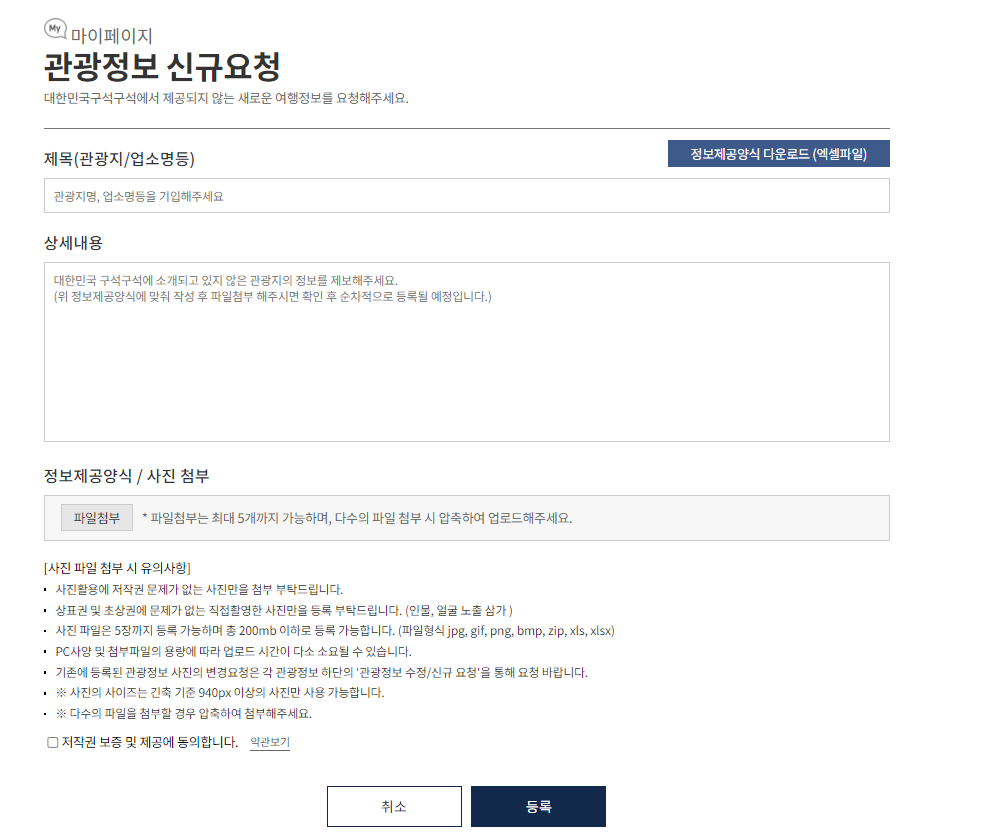 My 마이페이지
관광정보 신규요청
대한민국구석구석에서 제공되지 않는 새로운 여행정보를 요청해주세요.
제목(관광지/업소명등)
정보제공양식 다운로드 (엑셀파일)
관광지명, 업소명등을 기입해주세요
상세내용
대한민국 구석구석에 소개되고 있지 않은 관광지의 정보를 제보해주세요.
(위 정보제공양식에 맞춰 작성 후 파일첨부 해주시면 확인 후 순차적으로 등록될 예정입니다.)
정보제공양식 / 사진 첨부
파일첨부 * 파일첨부는 최대 5개까지 가능하며, 다수의 파일 첨부 시 압축하여 업로드해주세요.
[사진 파일 첨부 시 유의사항]
• 사진활용에 저작권 문제가 없는 사진만을 첨부 부탁드립니다.
• 상표권 및 초상권에 문제가 없는 직접촬영한 사진만을 등록 부탁드립니다. (인물, 얼굴 노출 삼가 )
• 사진 파일은 5장까지 등록 가능하며 총 200mb 이하로 등록 가능합니다. (파일형식 jpg, gif, png, bmp, zip, xls, xlsx)
• PC사양 및 첨부파일의 용량에 따라 업로드 시간이 다소 소요될 수 있습니다.
• 기존에 등록된 관광정보 사진의 변경요청은 각 관광정보 하단의 '관광정보 수정/신규 요청'을 통해 요청 바랍니다.
• ※ 사진의 사이즈는 긴축 기준 940px 이상의 사진만 사용 가능합니다.
• ※ 다수의 파일을 첨부할 경우 압축하여 첨부해주세요.
저작권 보증 및 제공에 동의합니다. 약관보기
취소 등록